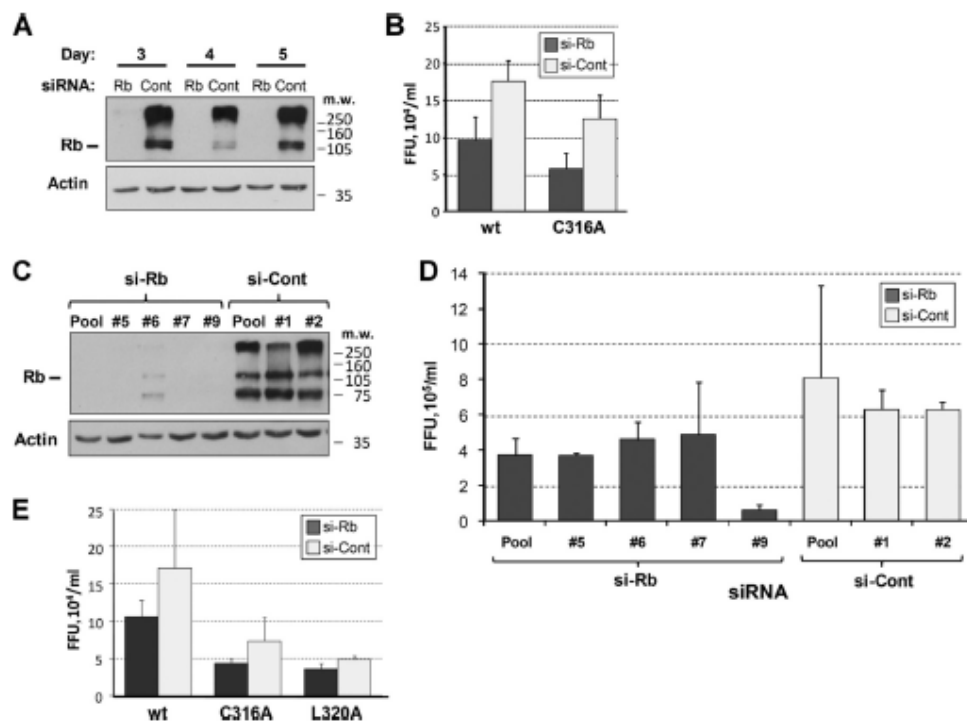 A
Day: 3 4 5
siRNA: Rb Cont Rb Cont Rb Cont
m.w.
250
160
Rb – 105
Actin
35
B
si-Rb
si-Cont
FFU, 10⁴/ml
25
20
15
10
5
0
wt C316A
C
si-Rb si-Cont
Pool #5 #6 #7 #9 Pool #1 #2
m.w.
250
160
Rb – 105
75
Actin
35
D
si-Rb
si-Cont
FFU, 10⁵/ml
14
12
10
8
6
4
2
0
Pool #5 #6 #7 #9 Pool #1 #2
si-Rb siRNA si-Cont
E
si-Rb
si-Cont
FFU, 10⁴/ml
25
20
15
10
5
0
wt C316A L320A